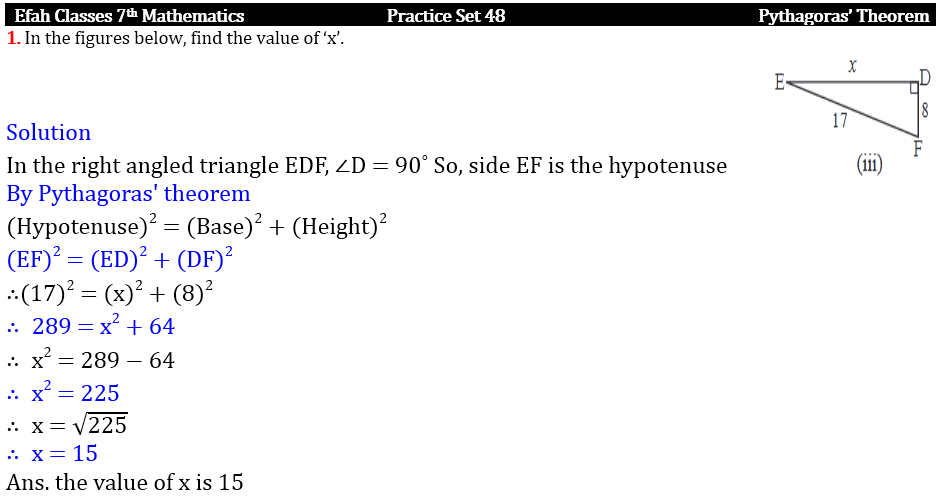 Efah Classes 7th Mathematics Practice Set 48 Pythagoras' Theorem
1. In the figures below, find the value of ‘x’.
x
E
D
8
17
F
(iii)
Solution
In the right angled triangle EDF, ∠D = 90° So, side EF is the hypotenuse
By Pythagoras' theorem
(Hypotenuse)² = (Base)² + (Height)²
(EF)² = (ED)² + (DF)²
∴(17)² = (x)² + (8)²
∴ 289 = x² + 64
∴ x² = 289 − 64
∴ x² = 225
∴ x = √225
∴ x = 15
Ans. the value of x is 15